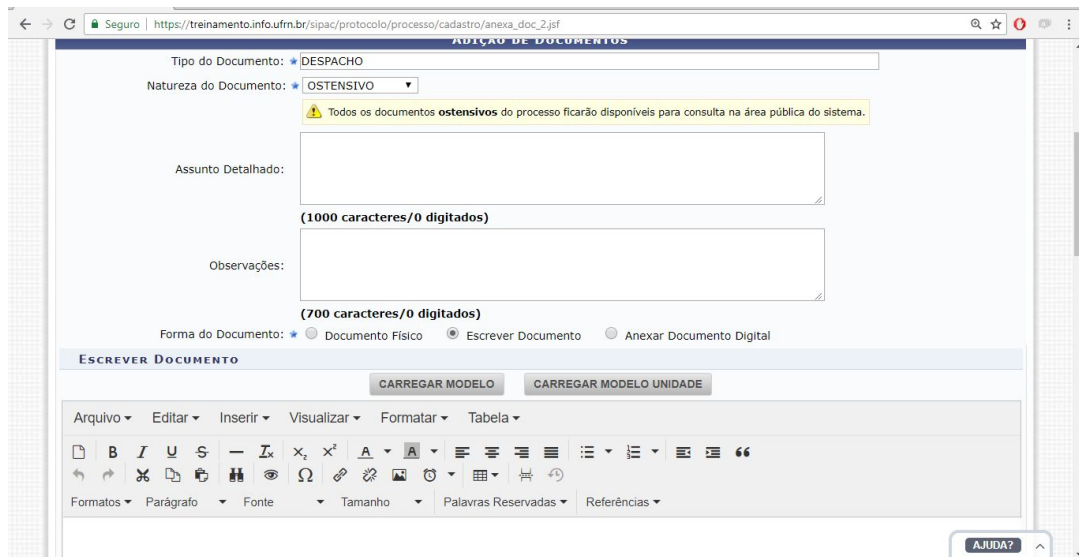 Seguro | https://treinamento.info.ufrn.br/sipac/protocolo/processo/cadastro/anexa_doc_2.jsf
ADIÇÃO DE DOCUMENTOS
Tipo do Documento: DESPACHO
Natureza do Documento: OSTENSIVO
Todos os documentos ostensivos do processo ficarão disponíveis para consulta na área pública do sistema.
Assunto Detalhado:
(1000 caracteres/0 digitados)
Observações:
(700 caracteres/0 digitados)
Forma do Documento: Documento Físico Escrever Documento Anexar Documento Digital
ESCREVER DOCUMENTO
CARREGAR MODELO CARREGAR MODELO UNIDADE
Arquivo Editar Inserir Visualizar Formatar Tabela
B I U S Ix X₂ X² A A
Ω
Formatos Parágrafo Fonte Tamanho Palavras Reservadas Referências
AJUDA?